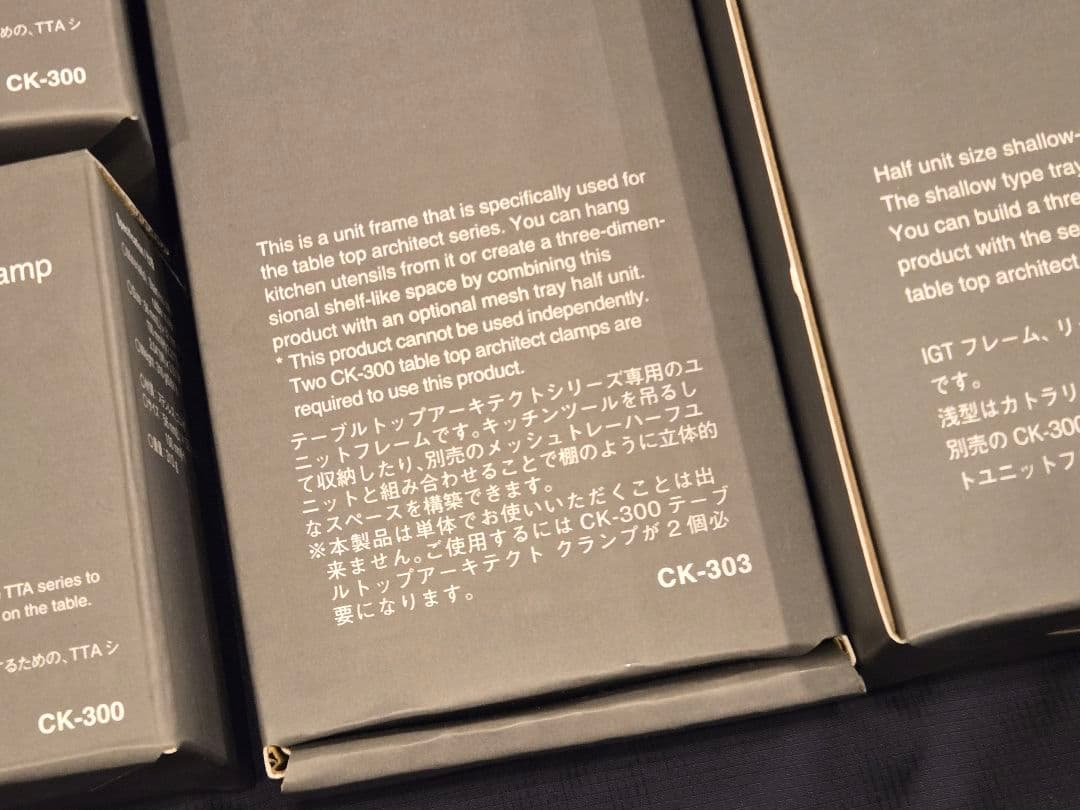 めの、TTA シ
CK-300
amp
TTA series to
on the table.
するための、TTA シ
CK-300
This is a unit frame that is specifically used for
the table top architect series. You can hang
kitchen utensils from it or create a three-dimen-
sional shelf-like space by combining this
product with an optional mesh tray half unit.
* This product cannot be used independently.
Two CK-300 table top architect clamps are
required to use this product.
テーブルトップアーキテクトシリーズ専用のユ
ニットフレームです。キッチンツールを吊るし
て収納したり、別売のメッシュトレーハーフユ
ニットと組み合わせることで棚のように立体的
なスペースを構築できます。
※本製品は単体でお使いいただくことは出
来ません。ご使用するには CK-300 テーブ
ルトップアーキテクト クランプが 2 個必
要になります。
CK-303
Half unit size shallow-
The shallow type tray
You can build a thre
product with the se
table top architect
IGT フレーム、リ
です。
浅型はカトラリ
別売の CK-300
トユニットフ